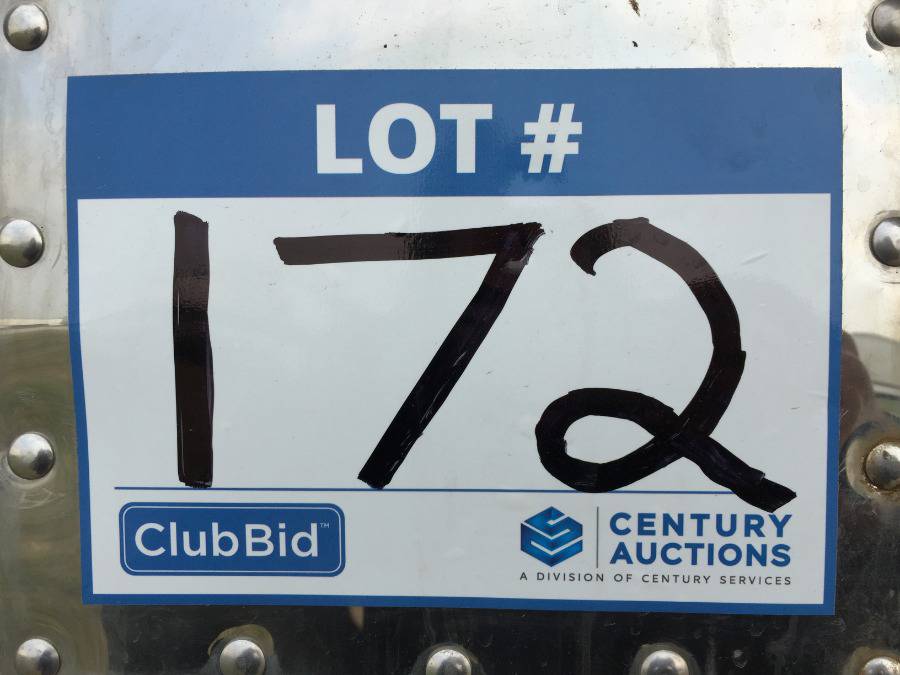 LOT #
172
ClubBid™
CENTURY
AUCTIONS
A DIVISION OF CENTURY SERVICES